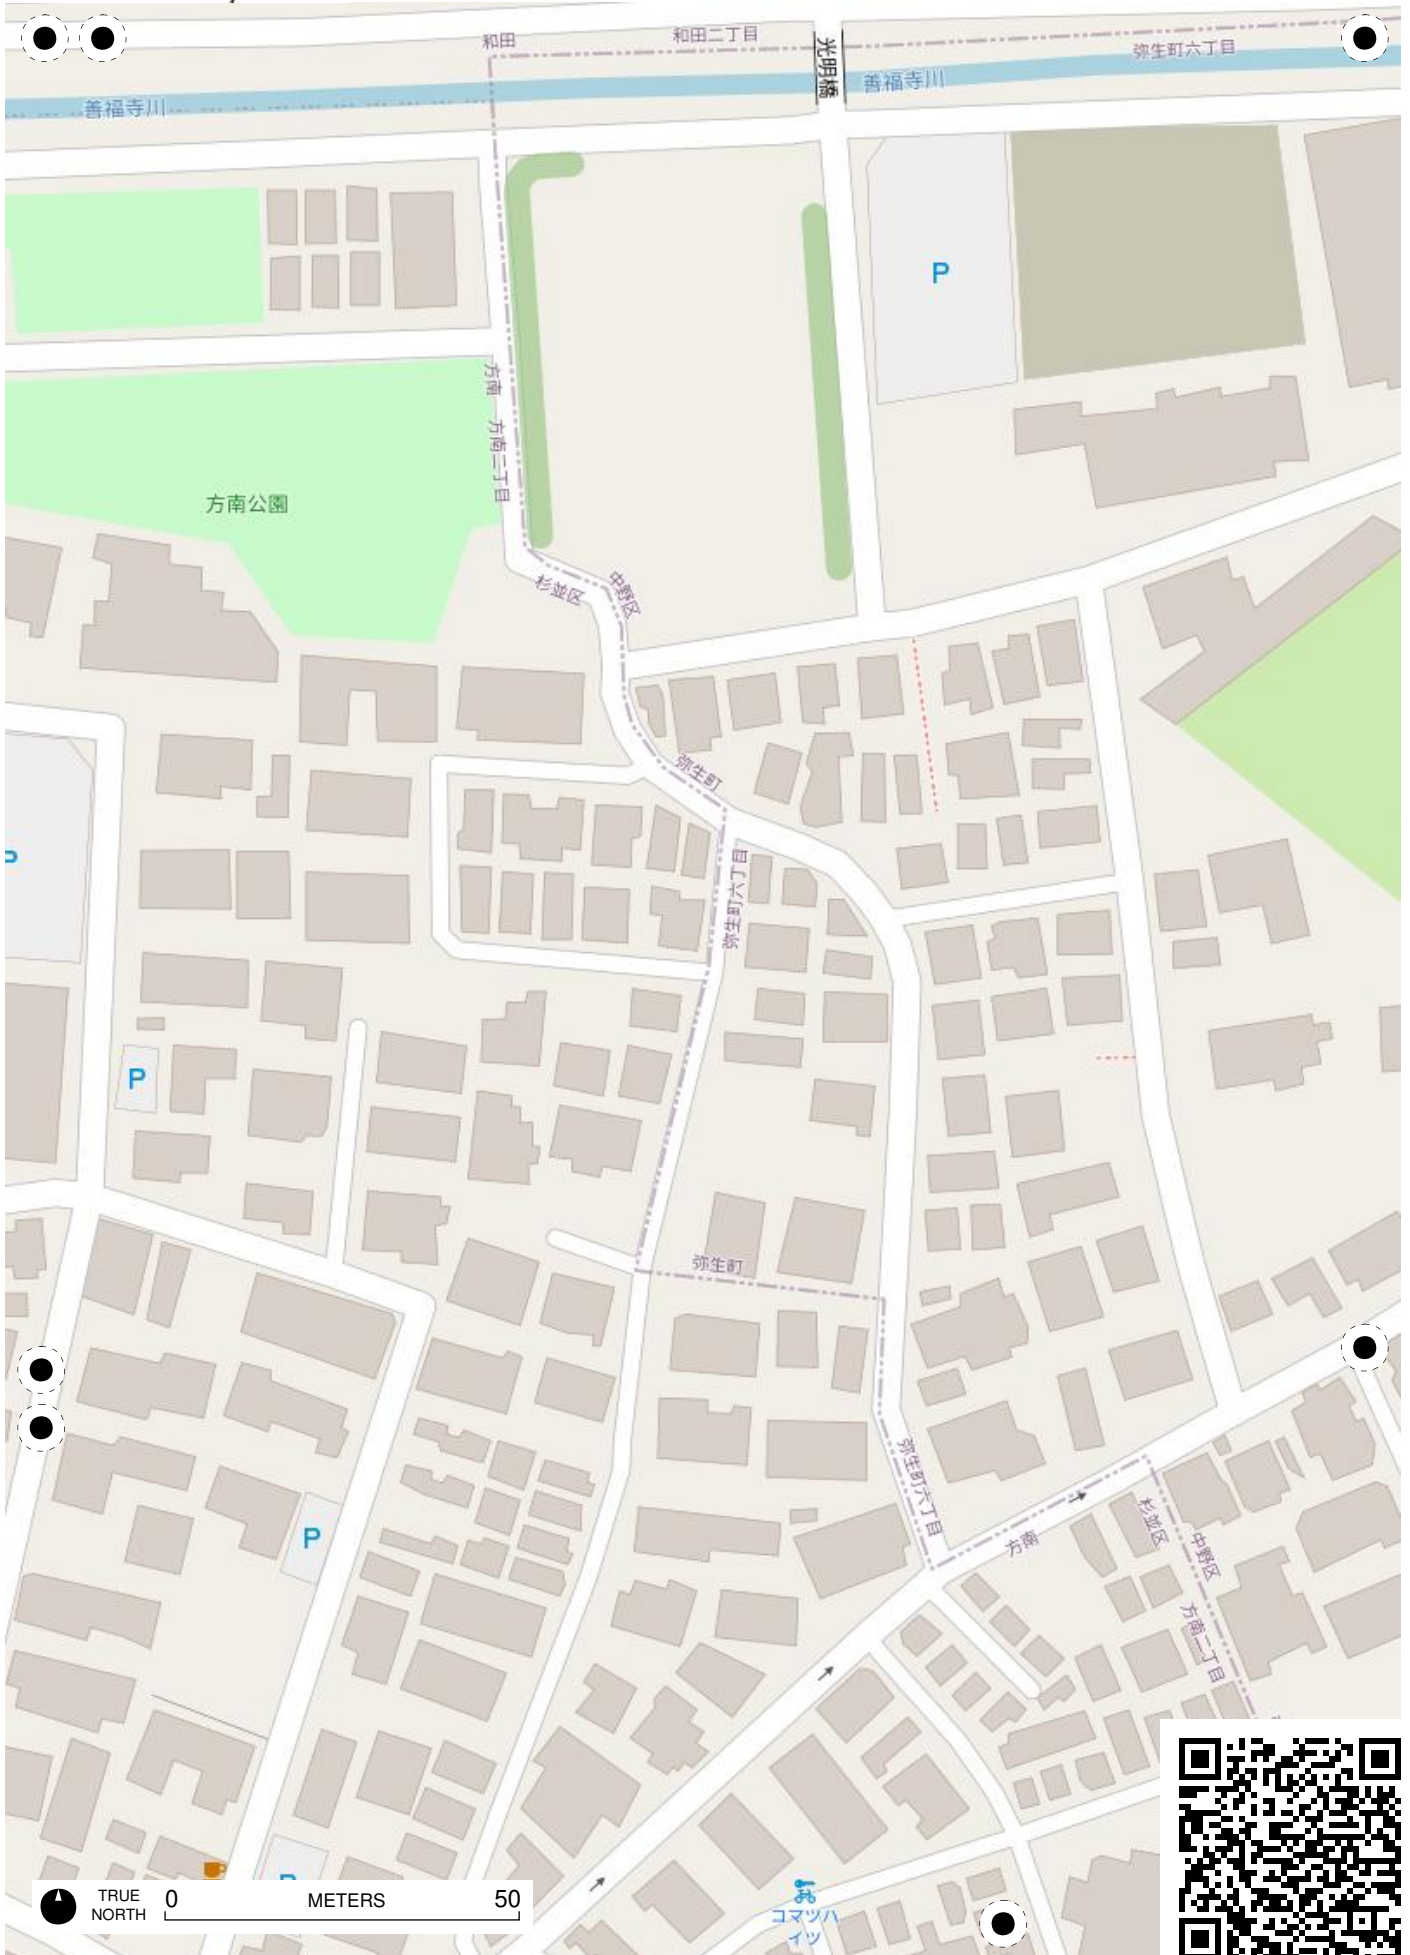 和田
和田二丁目
光明橋
弥生町六丁目
善福寺川
善福寺川
P
方南
方南二丁目
方南公園
杉並区
中野区
弥生町
P
弥生町六丁目
P
弥生町
弥生町六丁目
P
方南
杉並区
中野区
方南二丁目
P
コマツハ
イツ
TRUE
NORTH
0
METERS
50